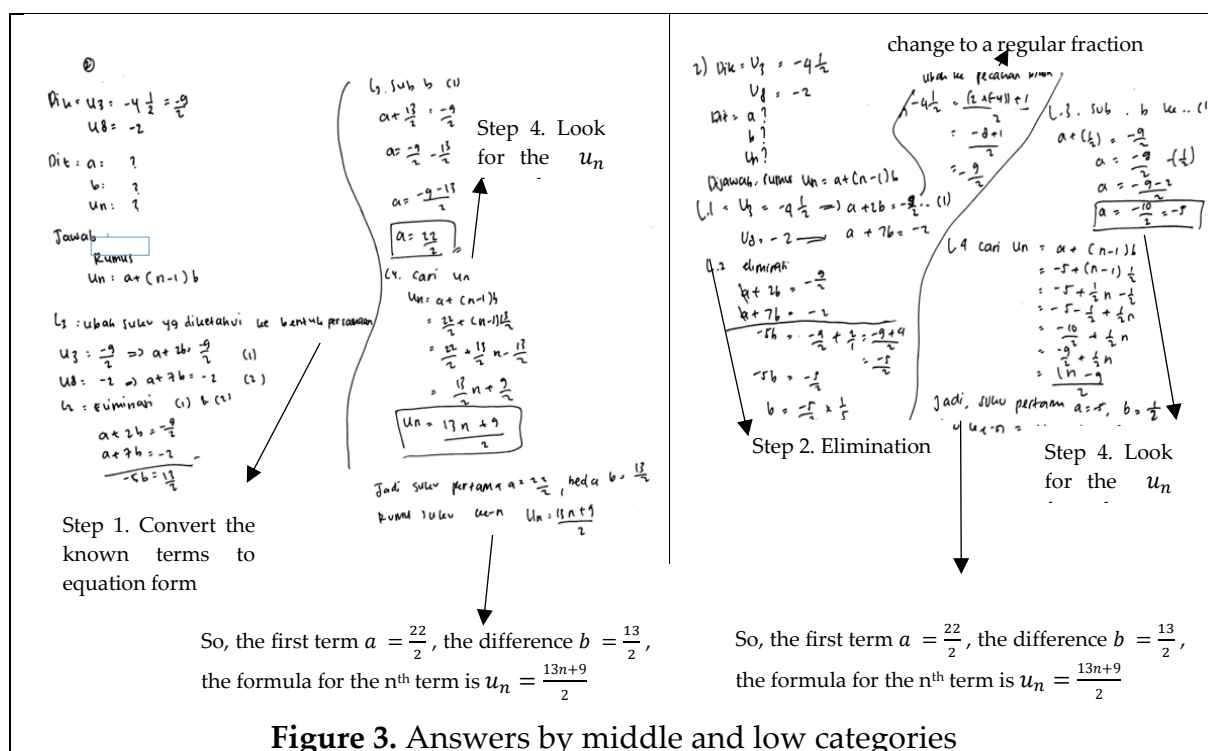 ②
Dik = U3 = -4 1/2 = -9/2
U8 = -2
Dit : a : ?
b : ?
Un : ?
Jawab :
Rumus
Un : a + (n-1) b
L1 : ubah suku yg diketahui ke bentuk persamaan
U3 : -9/2 => a + 2b = -9/2 (1)
U8 = -2 => a + 7b = -2 (2)
L2 : Eliminasi (1) & (2)
a + 2b = -9/2
a + 7b = -2
-5b = 13/2
Step 1. Convert the
known terms to
equation form
L3. Sub b (1)
a + 13/2 = -9/2
a = -9/2 - 13/2
a = -9-13/2
a = 22/2
L4. cari Un
Un = a + (n-1) b
= 22/2 + (n-1) 13/2
= 22/2 + 13/2 n - 13/2
= 13/2 n + 9/2
Un = 13n + 9/2
Jadi suku pertama a = 22/2, beda b = 13/2
Rumus suku ke-n Un = 13n+9/2
Step 4. Look
for the u_n
So, the first term a = 22/2, the difference b = 13/2,
the formula for the nth term is u_n = 13n+9/2
change to a regular fraction
2) Dik = U3 = -4 1/2
U8 = -2
Dit = a ?
b ?
Un ?
Dijawab. rumus Un = a + (n-1) b
L.1 = U3 = -4 1/2 => a + 2b = -9/2 .. (1)
U8 = -2 a + 7b = -2
L.2 eliminasi
a + 2b = -9/2
a + 7b = -2
-5b = -9/2 + 2/1 = -9+4/2
= -5/2
-5b = -5/2
b = -5/2 x 1/5
Step 2. Elimination
ubah ke pecahan
-4 1/2 = (2 x (-4)) + 1/2
= -8+1/2
= -9/2
L.3. sub . b ke .. (1
a + (1/2) = -9/2
a = -9/2 - (1/2)
a = -9-2/2
a = -10/2 = -5
L.4 cari Un = a + (n-1) b
= -5 + (n-1) 1/2
= -5 + 1/2 n - 1/2
= -5 - 1/2 + 1/2 n
= -10/2 + 1/2 n
= -9/2 + 1/2 n
= 1n - 9/2
Jadi, suku pertama a = -5, b = 1/2
Step 4. Look
for the u_n
So, the first term a = 22/2, the difference b = 13/2,
the formula for the nth term is u_n = 13n+9/2
Figure 3. Answers by middle and low categories